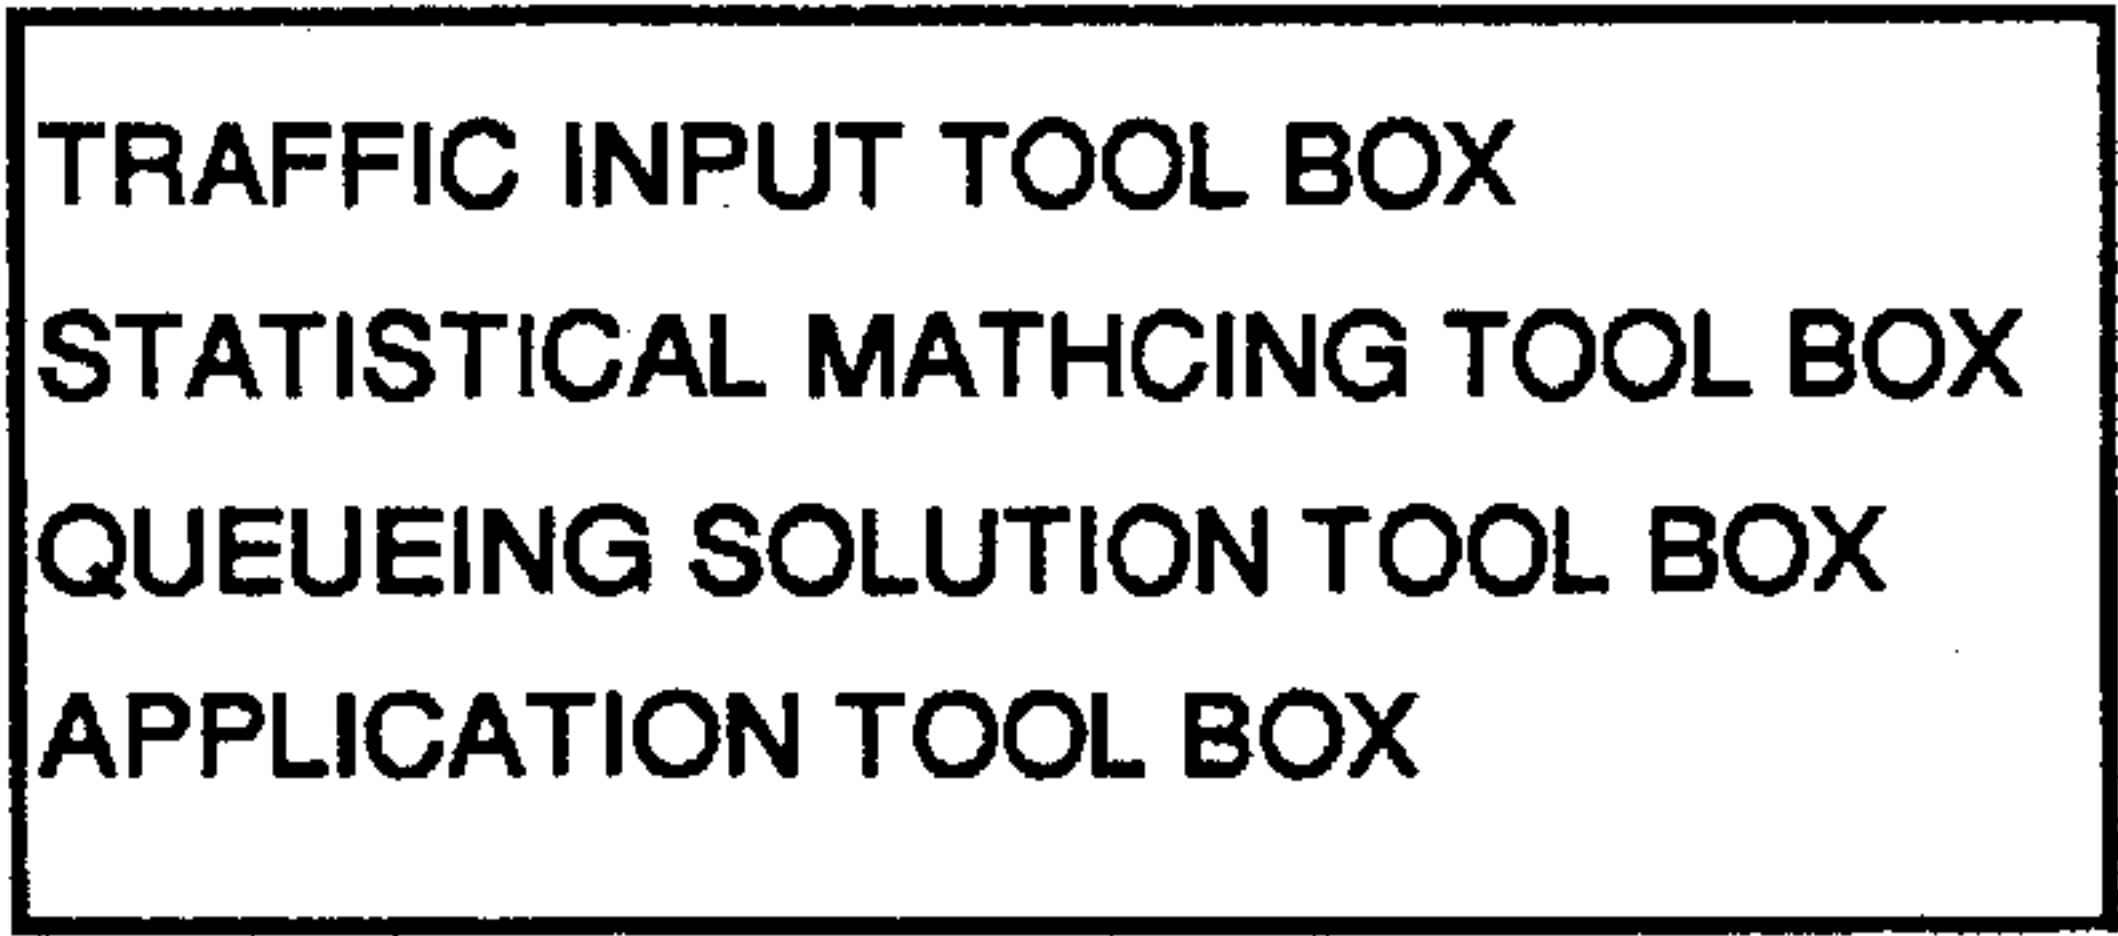 TRAFFIC INPUT TOOL BOX
STATISTICAL MATHCING TOOL BOX
QUEUEING SOLUTION TOOL BOX
APPLICATION TOOL BOX